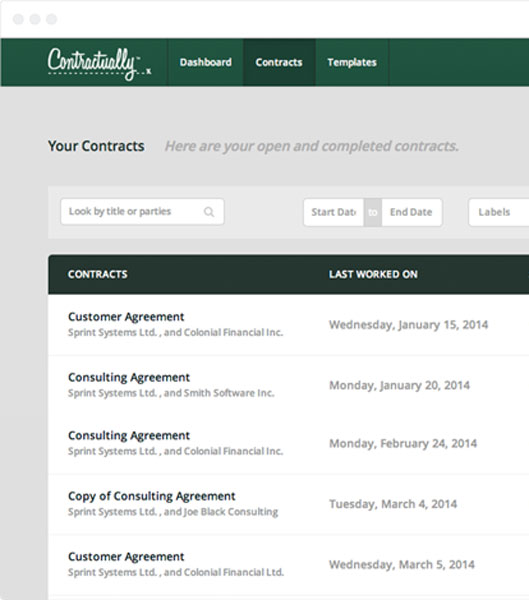 Contractually™ x
Dashboard Contracts Templates
Your Contracts Here are your open and completed contracts.
Look by title or parties Start Date to End Date Labels
CONTRACTS LAST WORKED ON
Customer Agreement
Sprint Systems Ltd. , and Colonial Financial Inc.
Wednesday, January 15, 2014
Consulting Agreement
Sprint Systems Ltd. , and Smith Software Inc.
Monday, January 20, 2014
Consulting Agreement
Sprint Systems Ltd. , and Colonial Financial Inc.
Monday, February 24, 2014
Copy of Consulting Agreement
Sprint Systems Ltd. , and Joe Black Consulting
Tuesday, March 4, 2014
Customer Agreement
Sprint Systems Ltd. , and Colonial Financial Ltd.
Wednesday, March 5, 2014